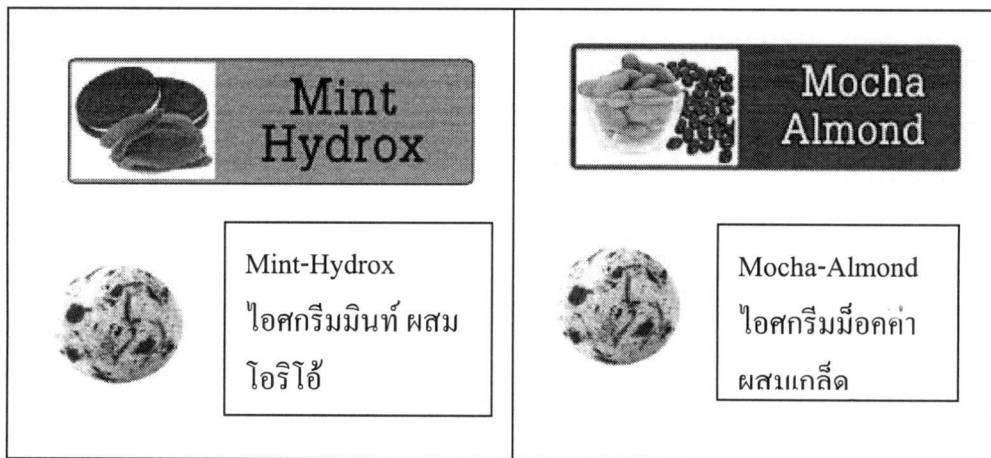 Mint
Hydrox
Mint-Hydrox
ไอศกรีมมินท์ ผสม
โอริโอ้
Mocha
Almond
Mocha-Almond
ไอศกรีมม็อคค่า
ผสมเกล็ด